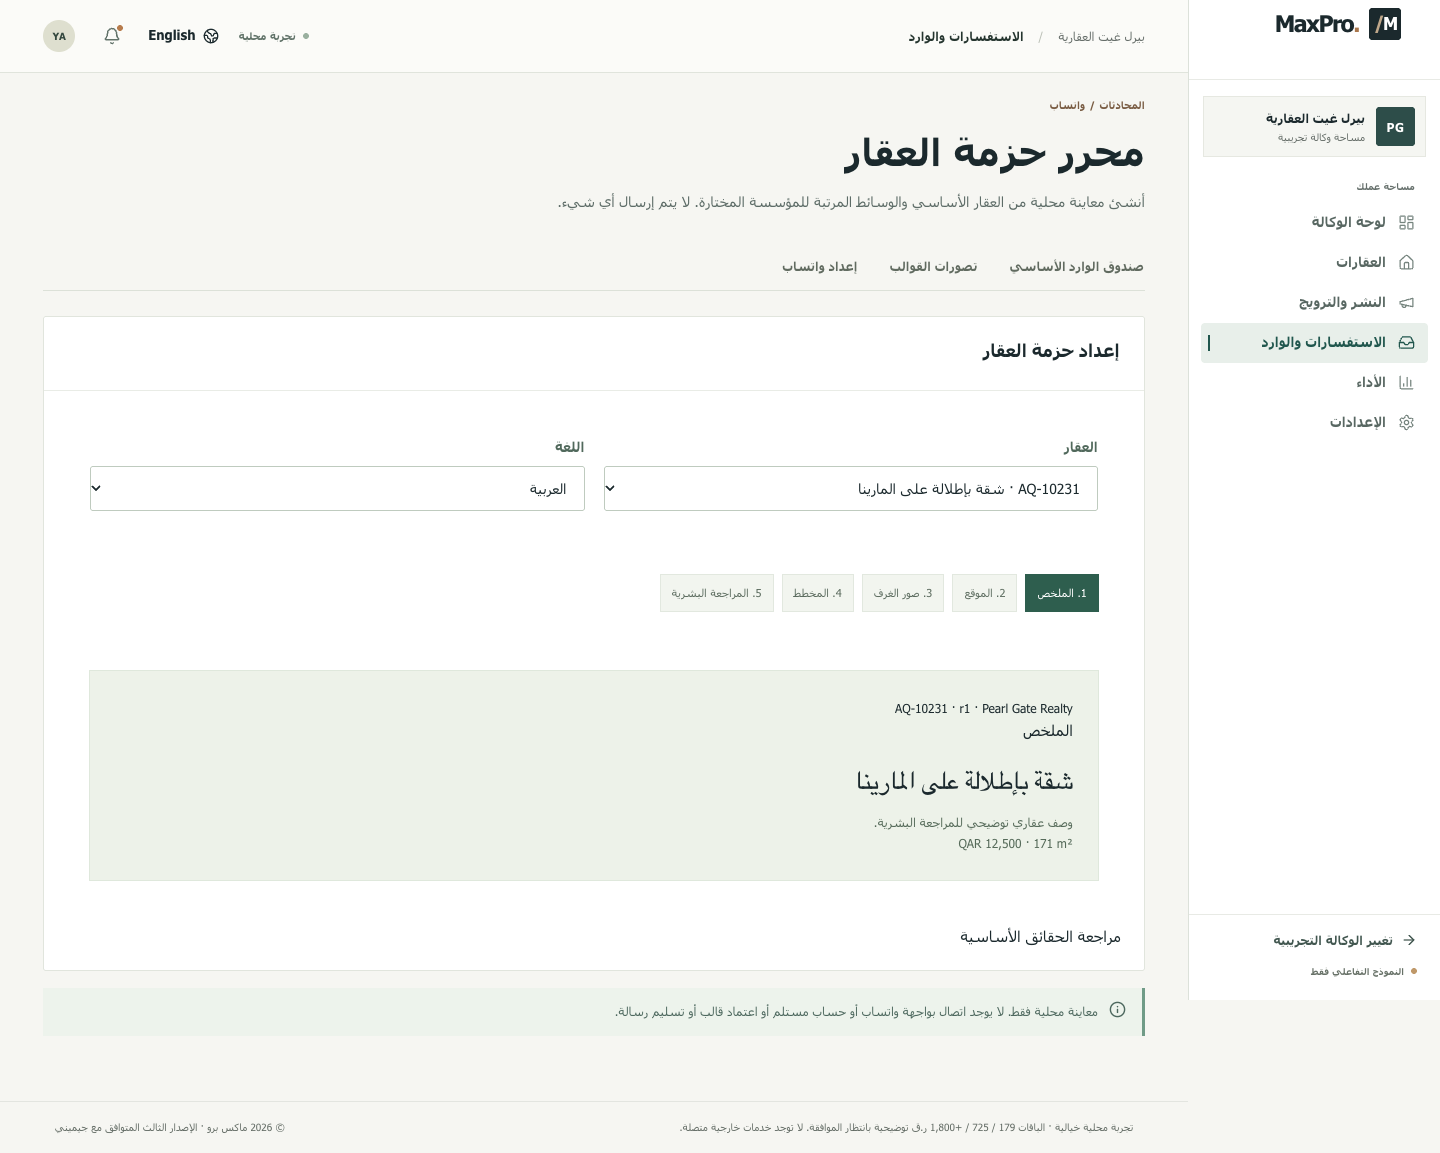 MaxPro. /M
بيرل غيت العقارية / الاستفسارات والوارد
تجربة محلية
English
YA
PG
بيرل غيت العقارية
مساحة وكالة تجريبية
مساحة عملك
لوحة الوكالة
العقارات
النشر والترويج
الاستفسارات والوارد
الأداء
الإعدادات
تغيير الوكالة التجريبية
النموذج التفاعلي فقط
المحادثات / واتساب
محرر حزمة العقار
أنشئ معاينة محلية من العقار الأساسي والوسائط المرتبة للمؤسسة المختارة. لا يتم إرسال أي شيء.
صندوق الوارد الأساسي
تصورات القوالب
إعداد واتساب
إعداد حزمة العقار
العقار
AQ-10231 · شقة بإطلالة على المارينا
اللغة
العربية
1. الملخص
2. الموقع
3. صور الغرف
4. المخطط
5. المراجعة البشرية
AQ-10231 · r1 · Pearl Gate Realty
الملخص
شقة بإطلالة على المارينا
وصف عقاري توضيحي للمراجعة البشرية.
QAR 12,500 · 171 m²
مراجعة الحقائق الأساسية
معاينة محلية فقط. لا يوجد اتصال بواجهة واتساب أو حساب مستلم أو اعتماد قالب أو تسليم رسالة.
تجربة محلية خيالية · الباقات 179 / 725 / +1,800 ر.ق توضيحية بانتظار الموافقة. لا توجد خدمات خارجية متصلة.
© 2026 ماكس برو · الإصدار الثالث المتوافق مع جيميني